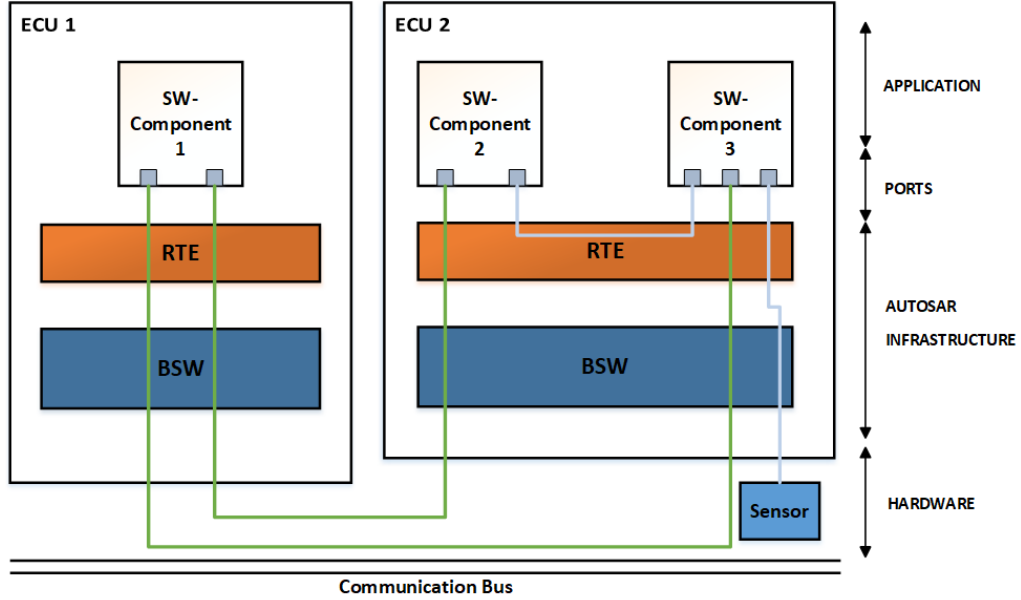 ECU 1
ECU 2
SW-
Component
1
SW-
Component
2
SW-
Component
3
APPLICATION
PORTS
RTE
RTE
AUTOSAR
INFRASTRUCTURE
BSW
BSW
Sensor
HARDWARE
Communication Bus